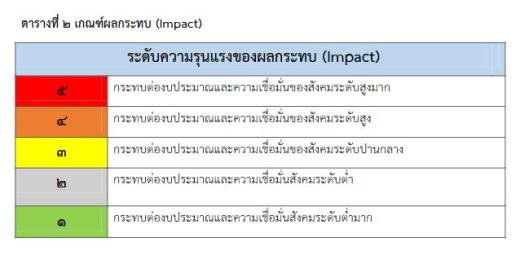 ตารางที่ ๒ เกณฑ์ผลกระทบ (Impact)
ระดับความรุนแรงของผลกระทบ (Impact)
๕ กระทบต่องบประมาณและความเชื่อมั่นของสังคมระดับสูงมาก
๔ กระทบต่องบประมาณและความเชื่อมั่นของสังคมระดับสูง
๓ กระทบต่องบประมาณและความเชื่อมั่นของสังคมระดับปานกลาง
๒ กระทบต่องบประมาณและความเชื่อมั่นสังคมระดับต่ำ
๑ กระทบต่องบประมาณและความเชื่อมั่นสังคมระดับต่ำมาก